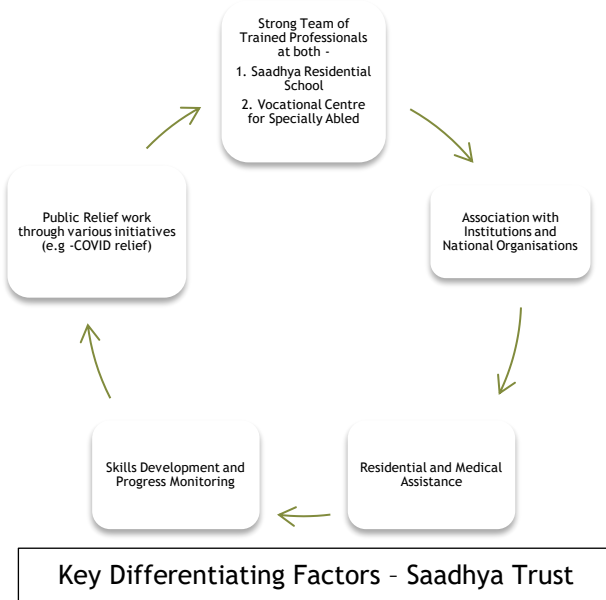 Strong Team of
Trained Professionals
at both -
1. Saadhya Residential
School
2. Vocational Centre
for Specially Abled
Association with
Institutions and
National Organisations
Residential and Medical
Assistance
Skills Development and
Progress Monitoring
Public Relief work
through various initiatives
(e.g -COVID relief)
Key Differentiating Factors – Saadhya Trust